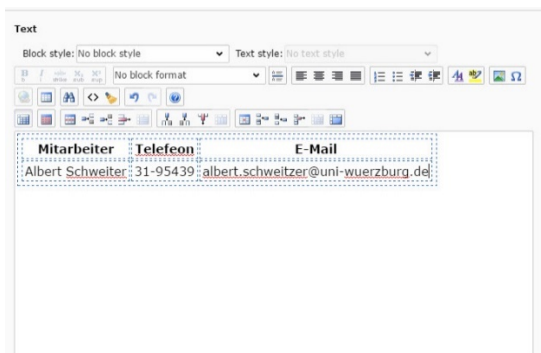 Text
Block style: No block style Text style: No text style
No block format
Mitarbeiter Telefeon E-Mail
Albert Schweiter 31-95439 albert.schweitzer@uni-wuerzburg.de